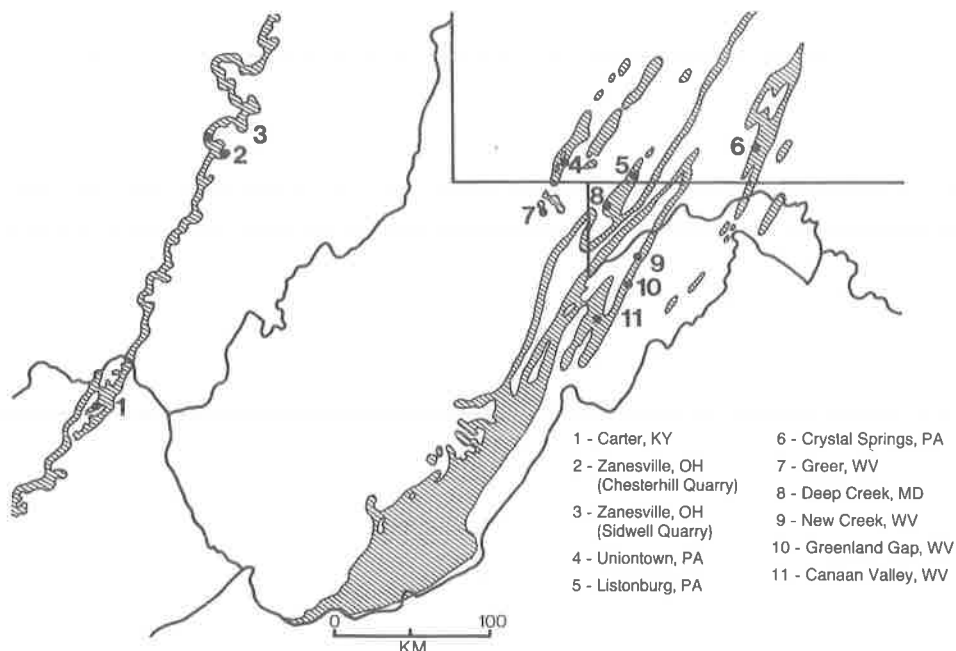 3
2
6
4
5
7
8
9
10
11
1
1 - Carter, KY
2 - Zanesville, OH
(Chesterhill Quarry)
3 - Zanesville, OH
(Sidwell Quarry)
4 - Uniontown, PA
5 - Listonburg, PA
6 - Crystal Springs, PA
7 - Greer, WV
8 - Deep Creek, MD
9 - New Creek, WV
10 - Greenland Gap, WV
11 - Canaan Valley, WV
0 100
KM